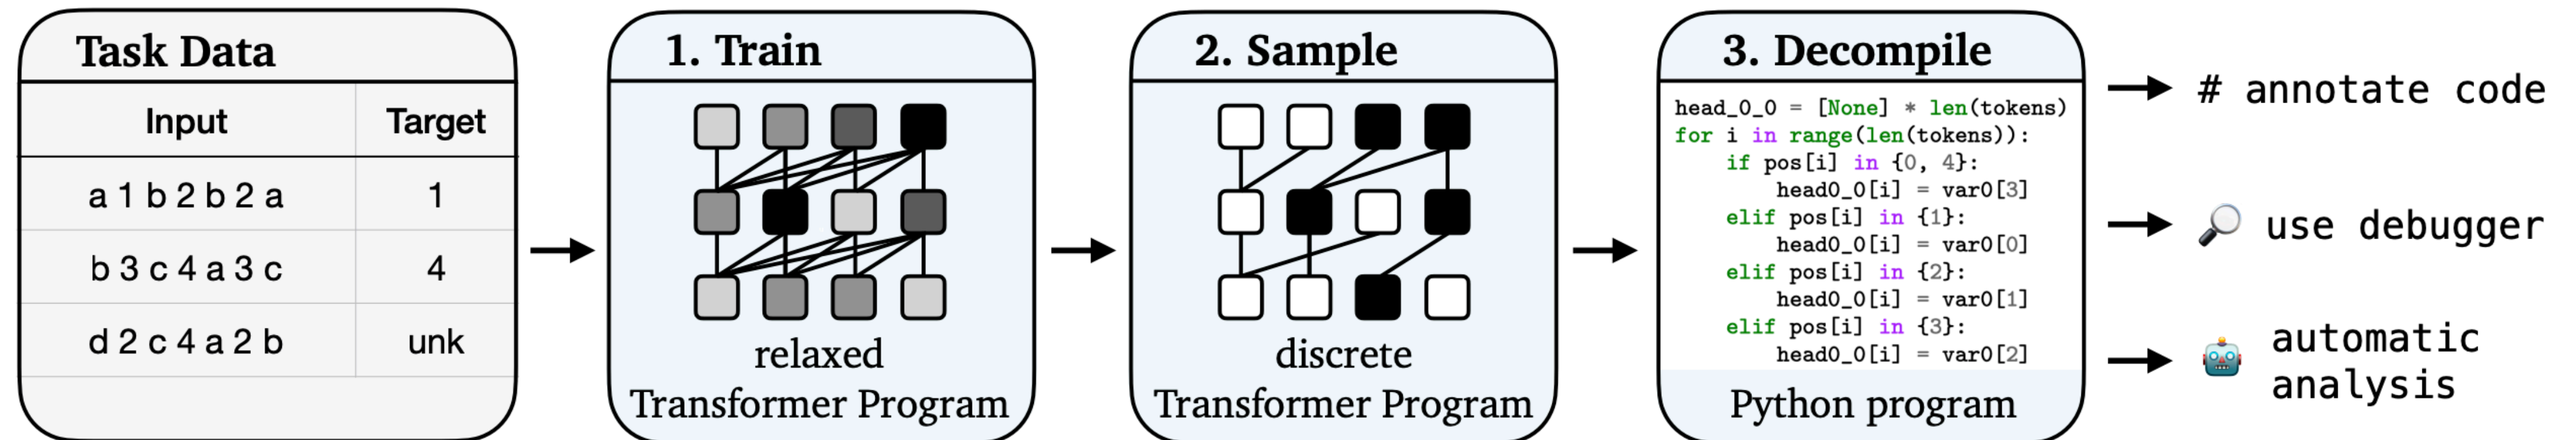 Task Data
Input Target
a 1 b 2 b 2 a 1
b 3 c 4 a 3 c 4
d 2 c 4 a 2 b unk
1. Train
relaxed
Transformer Program
2. Sample
discrete
Transformer Program
3. Decompile
head_0_0 = [None] * len(tokens)
for i in range(len(tokens)):
    if pos[i] in {0, 4}:
        head0_0[i] = var0[3]
    elif pos[i] in {1}:
        head0_0[i] = var0[0]
    elif pos[i] in {2}:
        head0_0[i] = var0[1]
    elif pos[i] in {3}:
        head0_0[i] = var0[2]
Python program
# annotate code
use debugger
automatic
analysis